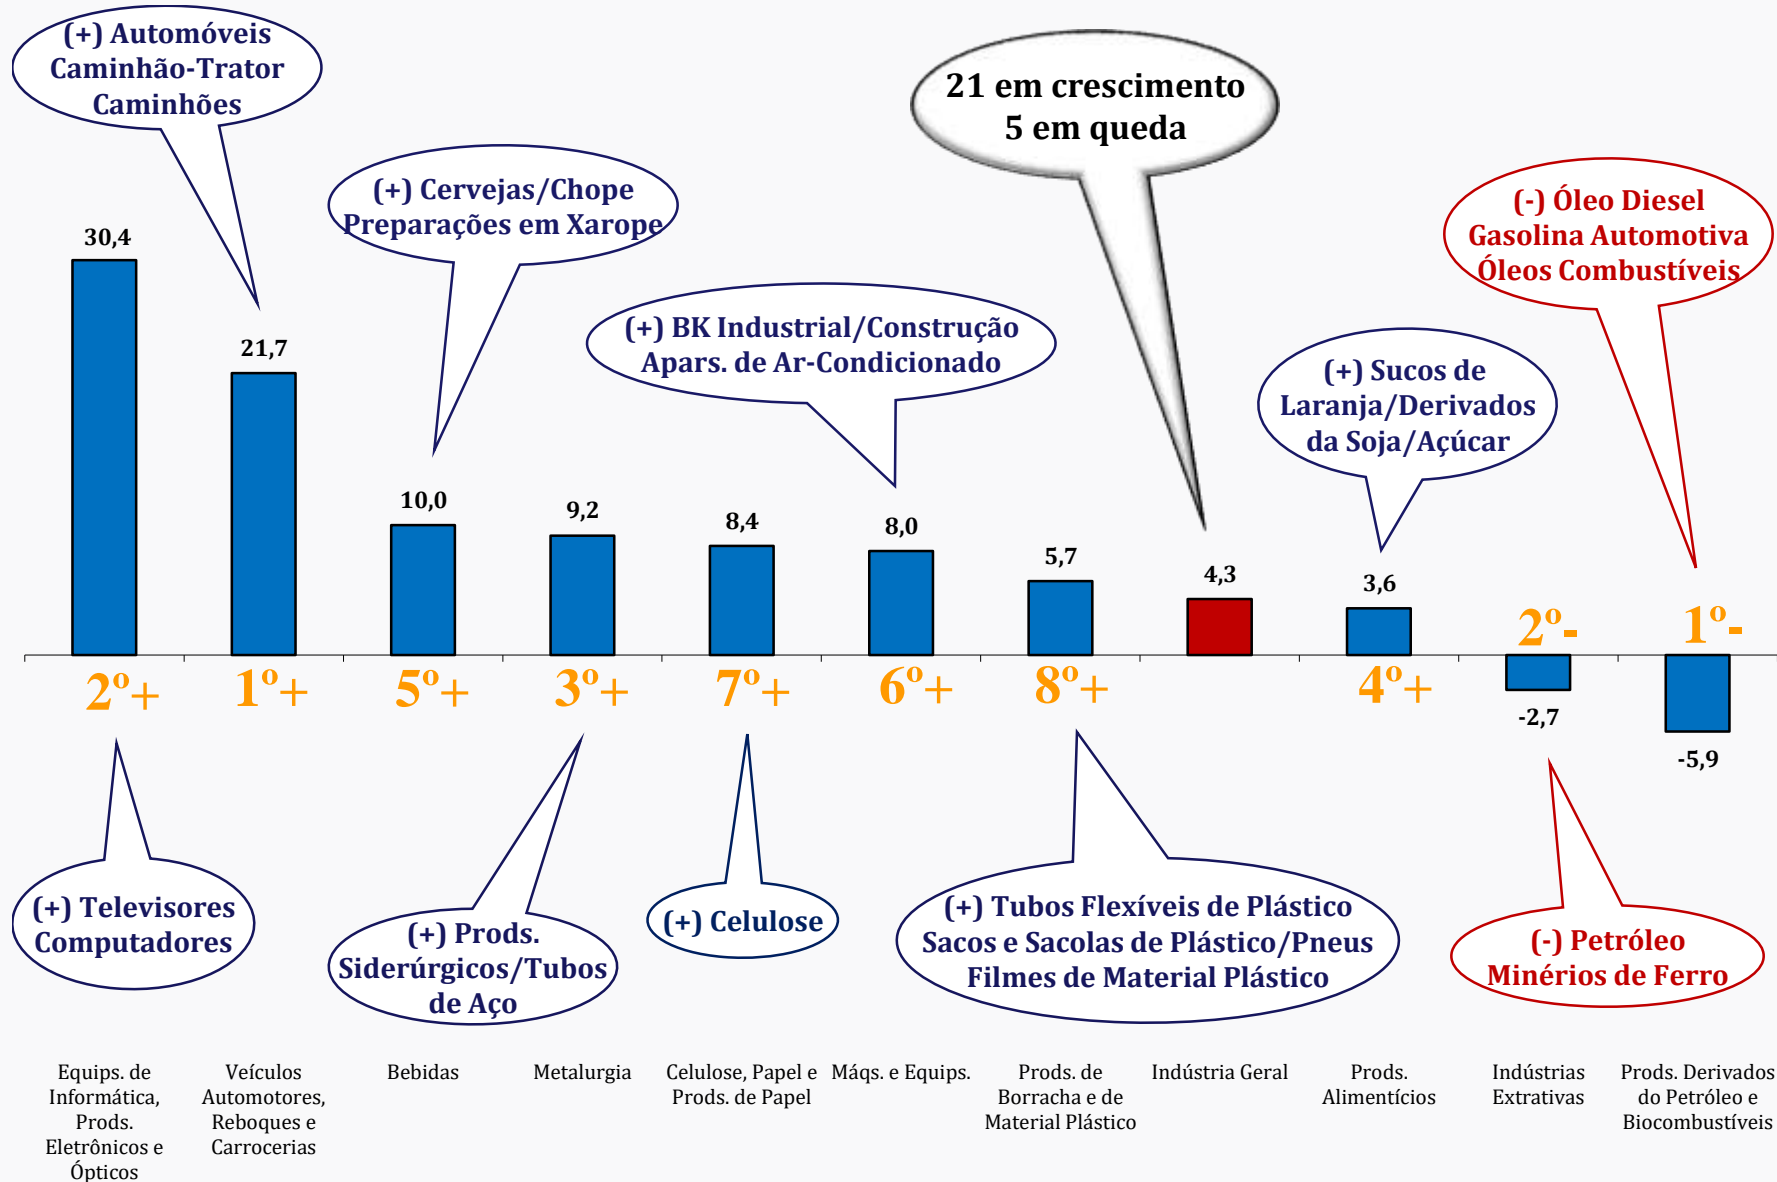 (+) Automóveis
Caminhão-Trator
Caminhões
(+) Cervejas/Chope
Preparações em Xarope
21 em crescimento
5 em queda
(-) Óleo Diesel
Gasolina Automotiva
Óleos Combustíveis
(+) BK Industrial/Construção
Apars. de Ar-Condicionado
(+) Sucos de
Laranja/Derivados
da Soja/Açúcar
30,4
21,7
10,0
9,2
8,4
8,0
5,7
4,3
3,6
2º-
1º-
2º+
1º+
5º+
3º+
7º+
6º+
8º+
4º+
-2,7
-5,9
(+) Televisores
Computadores
(+) Prods.
Siderúrgicos/Tubos
de Aço
(+) Celulose
(+) Tubos Flexíveis de Plástico
Sacos e Sacolas de Plástico/Pneus
Filmes de Material Plástico
(-) Petróleo
Minérios de Ferro
Equips. de
Informática,
Prods.
Eletrônicos e
Ópticos
Veículos
Automotores,
Reboques e
Carrocerias
Bebidas
Metalurgia
Celulose, Papel e
Prods. de Papel
Máqs. e Equips.
Prods. de
Borracha e de
Material Plástico
Indústria Geral
Prods.
Alimentícios
Indústrias
Extrativas
Prods. Derivados
do Petróleo e
Biocombustíveis